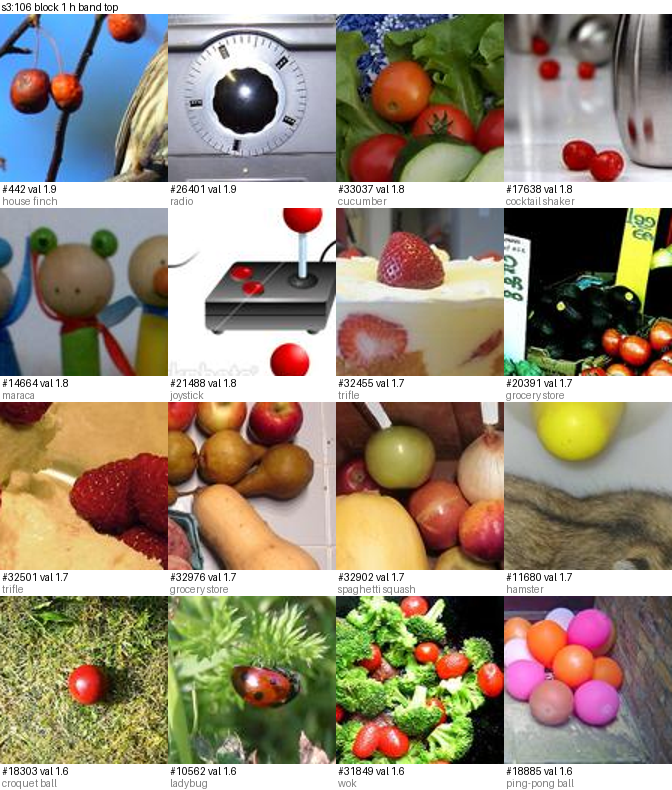 s3:106 block 1 h band top
#442 val 1.9
house finch
#26401 val 1.9
radio
#33037 val 1.8
cucumber
#17638 val 1.8
cocktail shaker
#14664 val 1.8
maraca
#21488 val 1.8
joystick
#32455 val 1.7
trifle
#20391 val 1.7
grocery store
#32501 val 1.7
trifle
#32976 val 1.7
grocery store
#32902 val 1.7
spaghetti squash
#11680 val 1.7
hamster
#18303 val 1.6
croquet ball
#10562 val 1.6
ladybug
#31849 val 1.6
wok
#18885 val 1.6
ping-pong ball